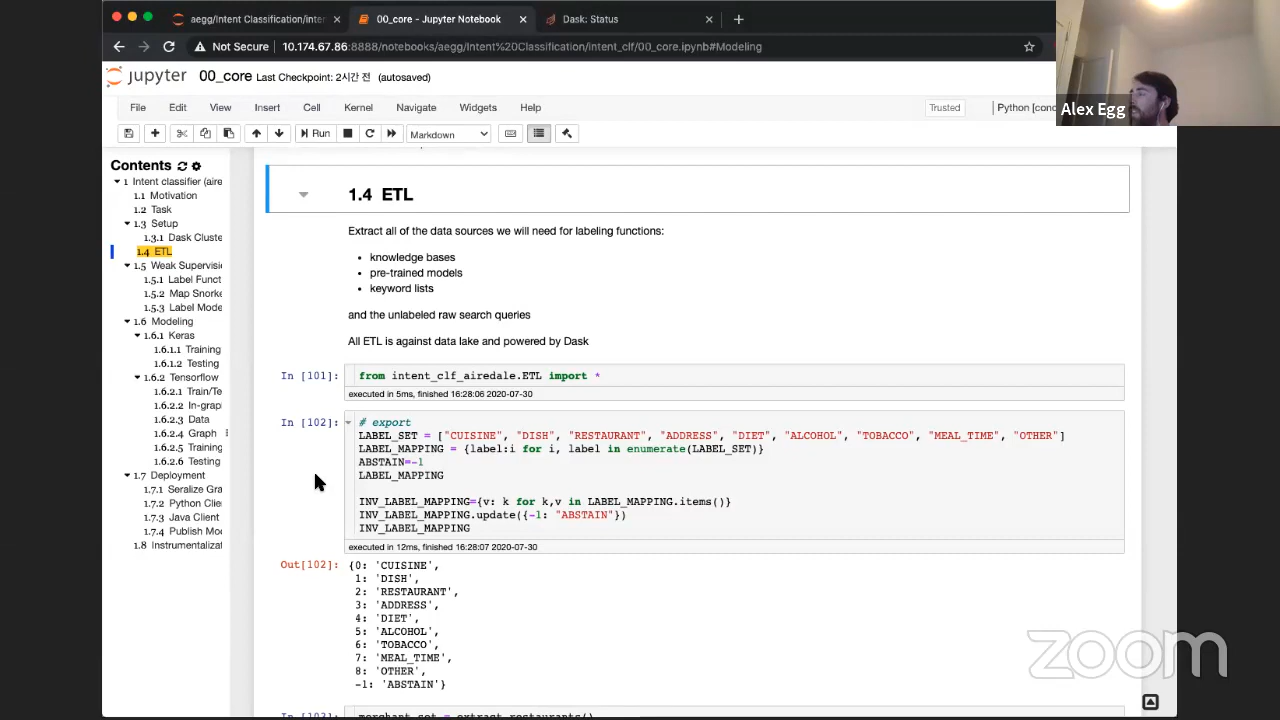 aegg/Intent Classification/inter
00_core - Jupyter Notebook
Dask: Status
Not Secure
10.174.67.86:8888/notebooks/aegg/Intent%20Classification/intent_clf/00_core.ipynb#Modeling
jupyter 00_core Last Checkpoint: 2시간 전 (autosaved)
Alex Egg
File Edit View Insert Cell Kernel Navigate Widgets Help
Trusted
Python [conc
Run
Markdown
Contents
1 Intent classifier (aire
1.1 Motivation
1.2 Task
1.3 Setup
1.3.1 Dask Cluste
1.4 ETL
1.5 Weak Supervisi
1.5.1 Label Funct
1.5.2 Map Snorke
1.5.3 Label Mode
1.6 Modeling
1.6.1 Keras
1.6.1.1 Training
1.6.1.2 Testing
1.6.2 Tensorflow
1.6.2.1 Train/Te
1.6.2.2 In-grap
1.6.2.3 Data
1.6.2.4 Graph
1.6.2.5 Training
1.6.2.6 Testing
1.7 Deployment
1.7.1 Seralize Gra
1.7.2 Python Clie
1.7.3 Java Client
1.7.4 Publish Mo
1.8 Instrumentaliza
1.4 ETL
Extract all of the data sources we will need for labeling functions:
• knowledge bases
• pre-trained models
• keyword lists
and the unlabeled raw search queries
All ETL is against data lake and powered by Dask
In [101]: from intent_clf_airedale.ETL import *
executed in 5ms, finished 16:28:06 2020-07-30
In [102]: # export
LABEL_SET = ["CUISINE", "DISH", "RESTAURANT", "ADDRESS", "DIET", "ALCOHOL", "TOBACCO", "MEAL_TIME", "OTHER"]
LABEL_MAPPING = {label:i for i, label in enumerate(LABEL_SET)}
ABSTAIN=-1
LABEL_MAPPING
INV_LABEL_MAPPING={v: k for k,v in LABEL_MAPPING.items()}
INV_LABEL_MAPPING.update({-1: "ABSTAIN"})
INV_LABEL_MAPPING
executed in 12ms, finished 16:28:07 2020-07-30
Out[102]: {0: 'CUISINE',
1: 'DISH',
2: 'RESTAURANT',
3: 'ADDRESS',
4: 'DIET',
5: 'ALCOHOL',
6: 'TOBACCO',
7: 'MEAL_TIME',
8: 'OTHER',
-1: 'ABSTAIN'}
In [103]: merchant_set = extract_restaurants()
zoom